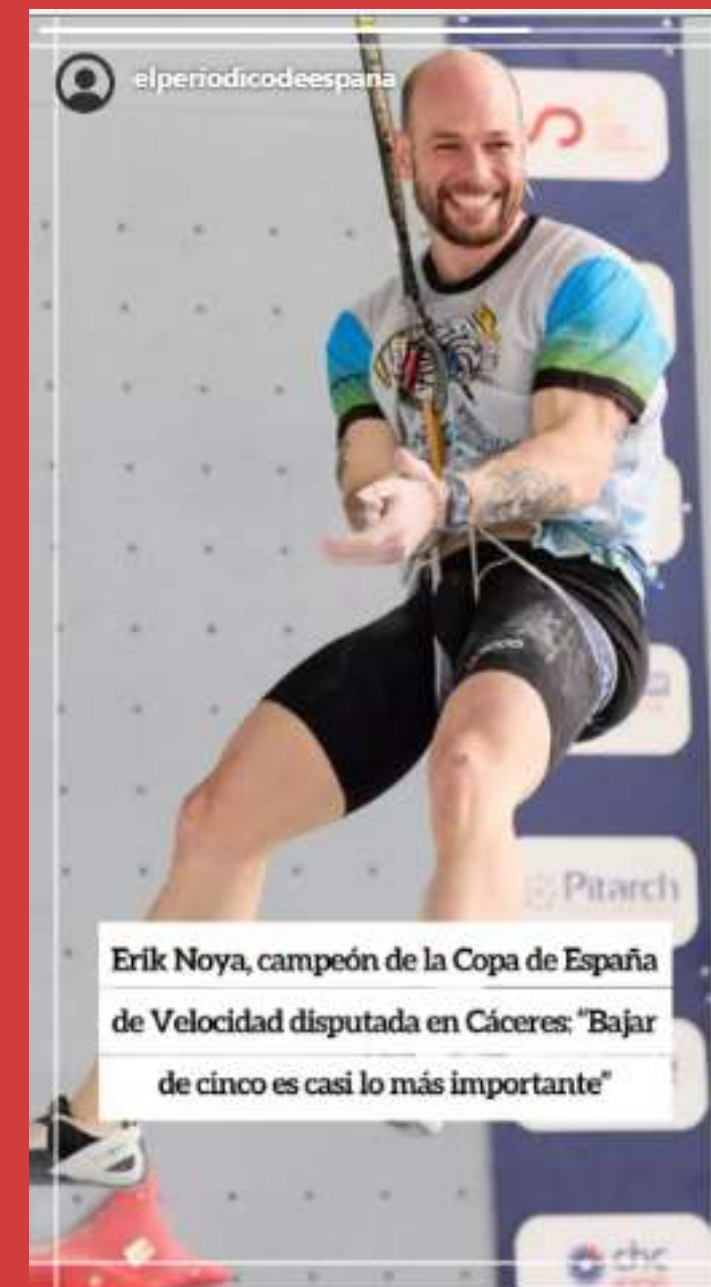 elperiodicodeespana
Pitarch
Erik Noya, campeón de la Copa de España
de Velocidad disputada en Cáceres: “Bajar
de cinco es casi lo más importante”
chc